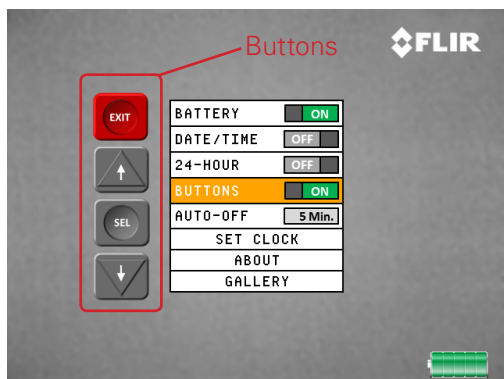 Buttons
FLIR
EXIT
SEL
BATTERY ON
DATE/TIME OFF
24-HOUR OFF
BUTTONS ON
AUTO-OFF 5 Min.
SET CLOCK
ABOUT
GALLERY